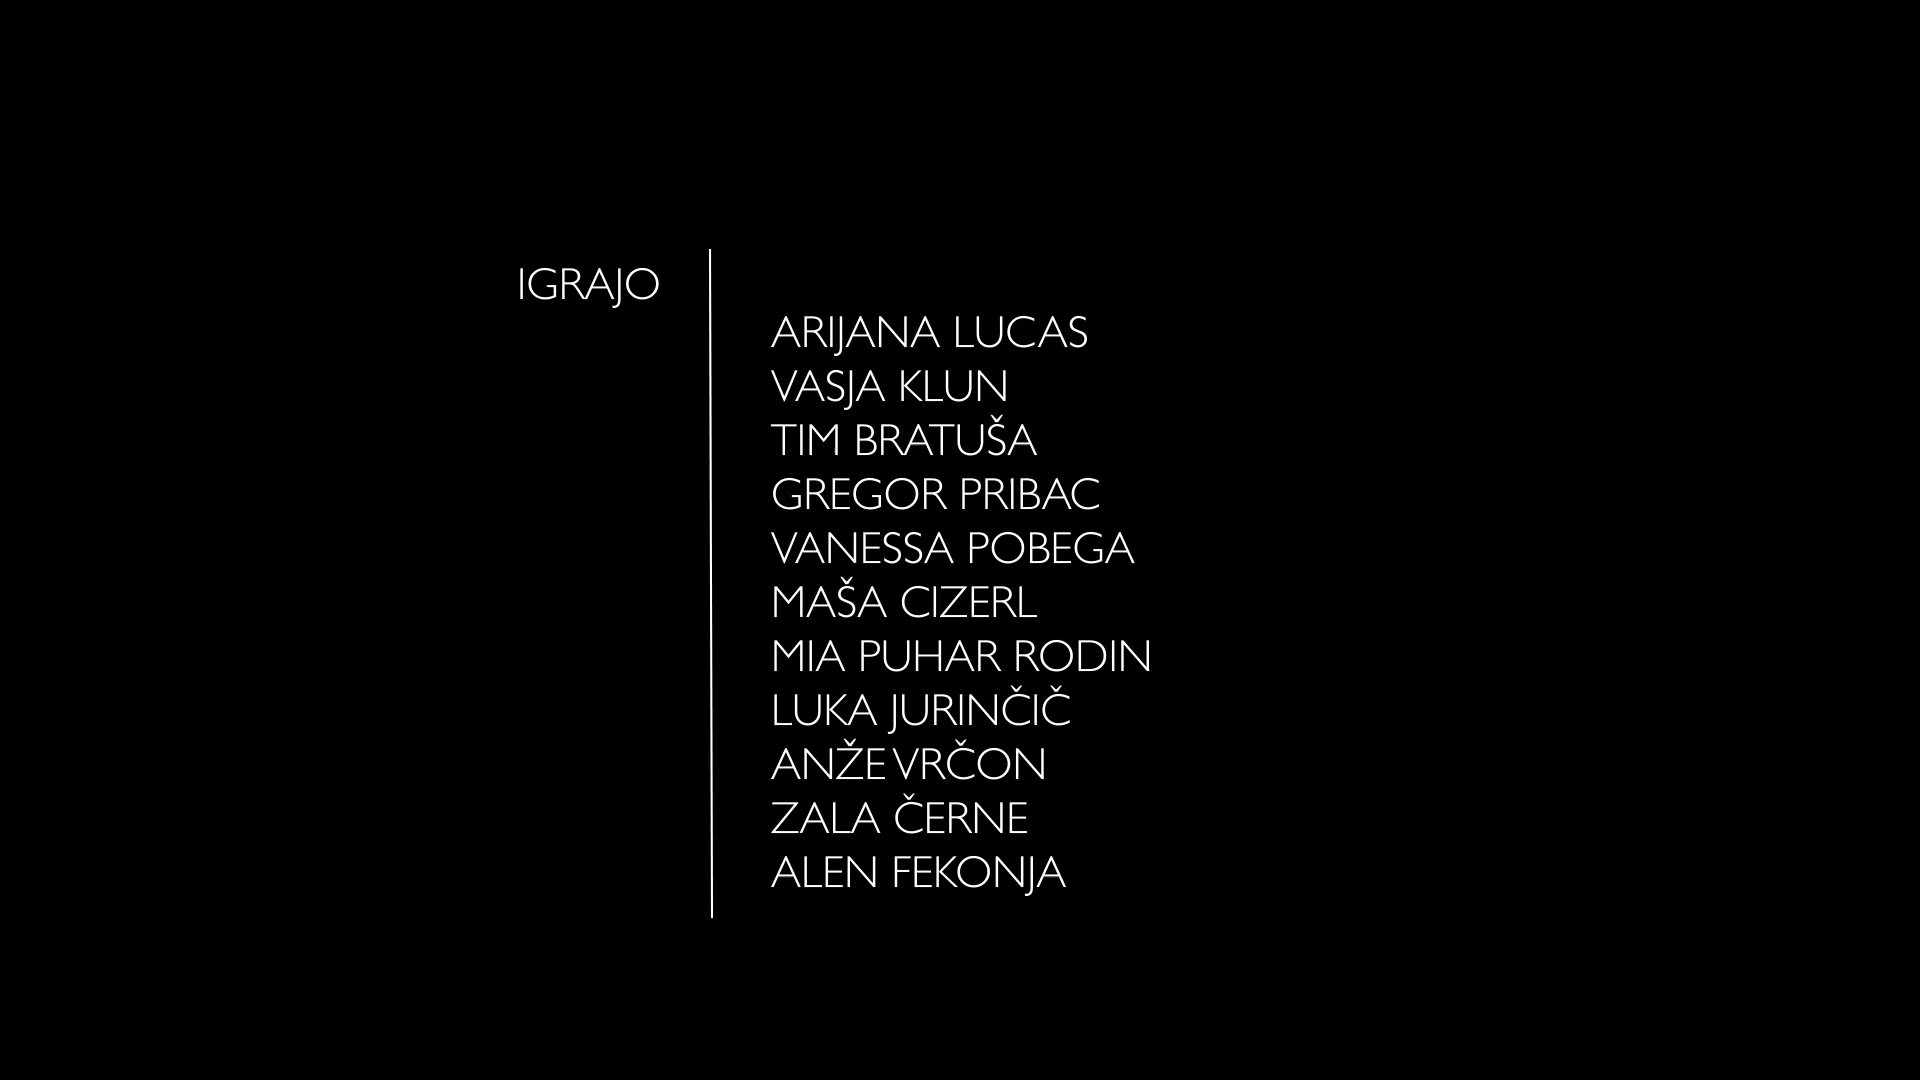 IGRAJO
ARIJANA LUCAS
VASJA KLUN
TIM BRATUŠA
GREGOR PRIBAC
VANESSA POBEGA
MAŠA CIZERL
MIA PUHAR RODIN
LUKA JURINČIČ
ANŽE VRČON
ZALA ČERNE
ALEN FEKONJA